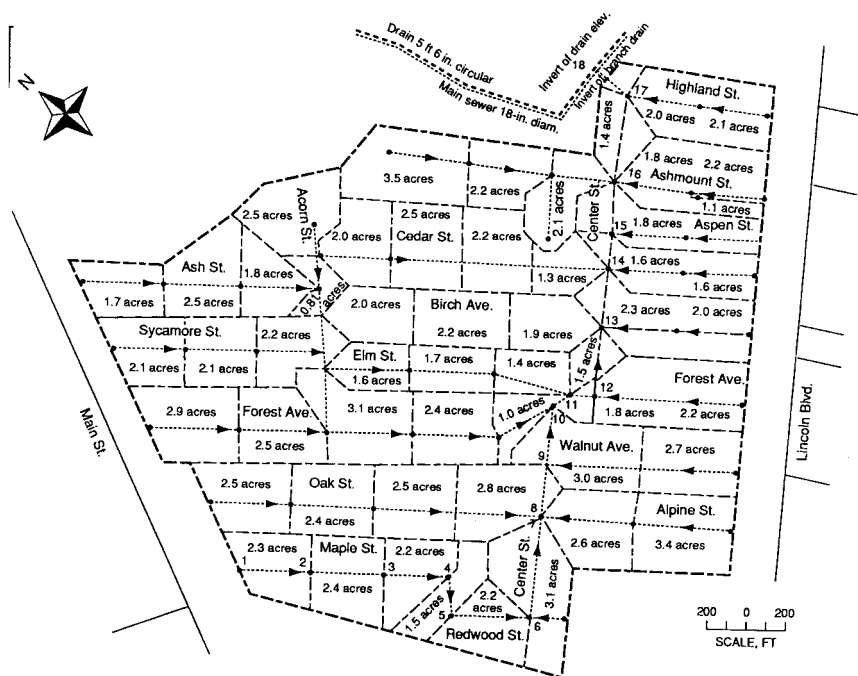 N
Drain 5 ft 6 in. circular
Main sewer 18-in. diam.
Invert of drain elev.
18
Invert of branch drain
17
Highland St.
2.0 acres
2.1 acres
1.4 acres
1.8 acres
2.2 acres
16
Ashmount St.
1.1 acres
3.5 acres
2.2 acres
2.1 acres
Center St.
15
1.8 acres
Aspen St.
2.5 acres
Acorn St.
2.0 acres
2.5 acres
Cedar St.
2.2 acres
14
1.6 acres
1.6 acres
Ash St.
1.8 acres
1.3 acres
1.7 acres
2.5 acres
0.81
acres
2.0 acres
Birch Ave.
2.2 acres
1.9 acres
2.3 acres
2.0 acres
13
Sycamore St.
2.2 acres
2.1 acres
2.1 acres
Elm St.
1.7 acres
1.4 acres
1.6 acres
1.5 acres
12
Forest Ave.
1.8 acres
2.2 acres
11
10
1.0 acres
2.9 acres
Forest Ave.
2.5 acres
3.1 acres
2.4 acres
Main St.
Lincoln Blvd.
9
Walnut Ave.
2.7 acres
3.0 acres
2.5 acres
Oak St.
2.5 acres
2.8 acres
2.4 acres
8
7
Alpine St.
2.6 acres
3.4 acres
2.3 acres
Maple St.
2.2 acres
1
2
3
4
2.4 acres
1.5 acres
5
2.2
acres
Center St.
3.1 acres
6
Redwood St.
200 0 200
SCALE, FT